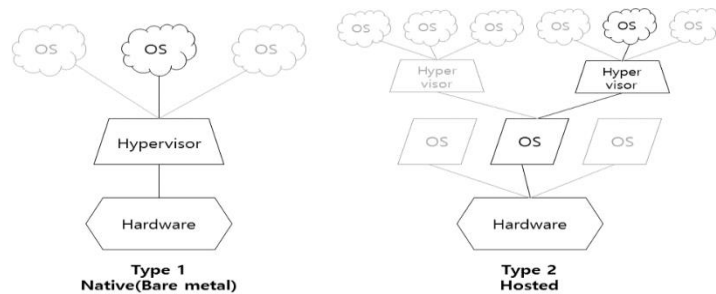 OS OS OS
OS OS OS OS OS OS
Hyper
visor
Hyper
visor
Hypervisor
OS OS OS
Hardware
Hardware
Type 1
Native(Bare metal)
Type 2
Hosted